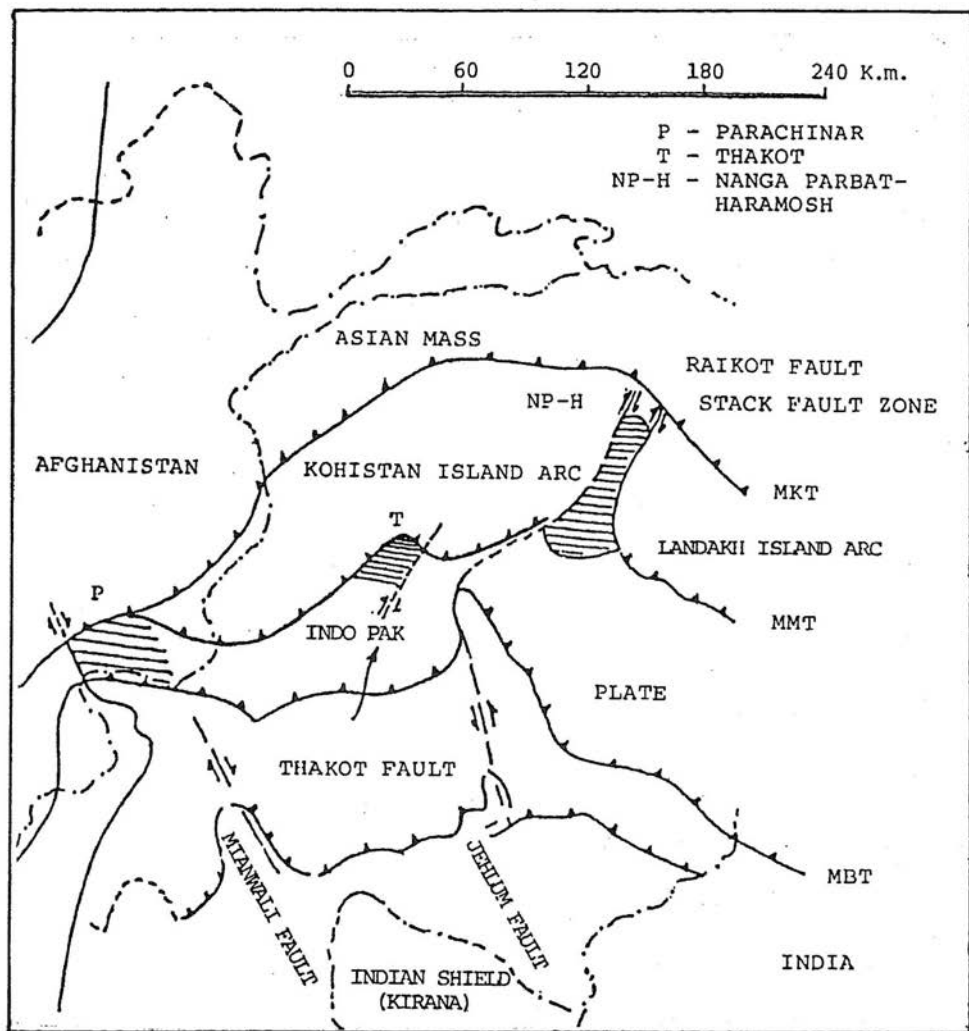 0 60 120 180 240 K.m.
P - PARACHINAR
T - THAKOT
NP-H - NANGA PARBAT-
HARAMOSH
ASIAN MASS
RAIKOT FAULT
NP-H
STACK FAULT ZONE
AFGHANISTAN
KOHISTAN ISLAND ARC
MKT
T
LANDAKH ISLAND ARC
P
MMT
INDO PAK
PLATE
THAKOT FAULT
MIANWALI FAULT
JEHLUM FAULT
MBT
INDIA
INDIAN SHIELD
(KIRANA)